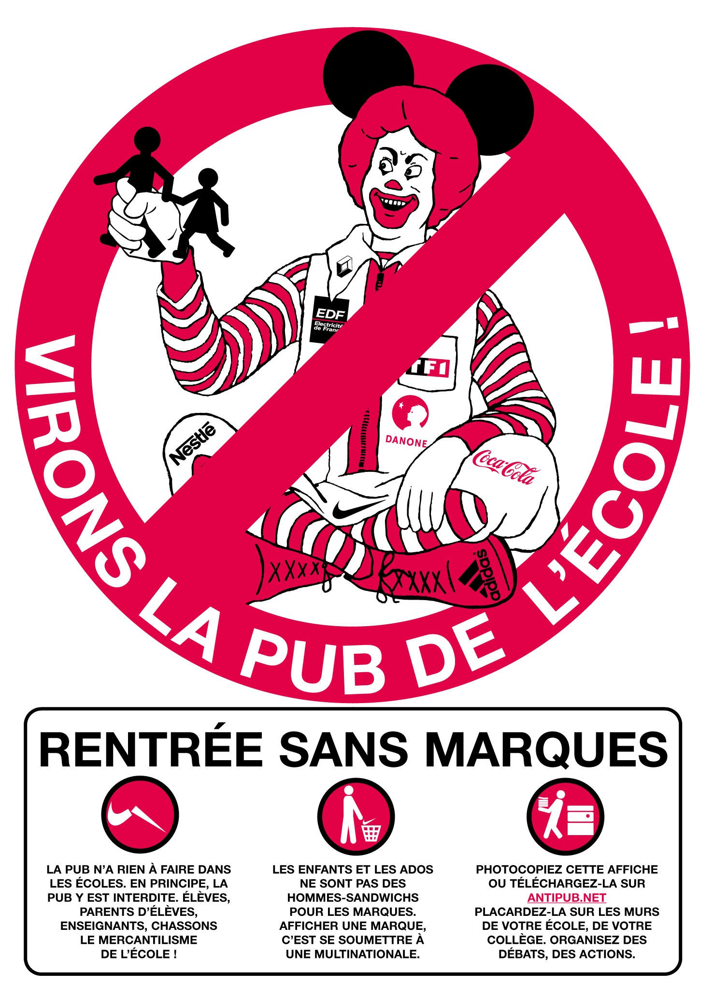 EDF
Electricité
de Franc
TF1
DANONE
Nestlé
Coca-Cola
adidas
VIRONS LA PUB DE L'ÉCOLE !
RENTRÉE SANS MARQUES
LA PUB N'A RIEN À FAIRE DANS
LES ÉCOLES. EN PRINCIPE, LA
PUB Y EST INTERDITE. ÉLÈVES,
PARENTS D'ÉLÈVES,
ENSEIGNANTS, CHASSONS
LE MERCANTILISME
DE L'ÉCOLE !
LES ENFANTS ET LES ADOS
NE SONT PAS DES
HOMMES-SANDWICHS
POUR LES MARQUES.
AFFICHER UNE MARQUE,
C'EST SE SOUMETTRE À
UNE MULTINATIONALE.
PHOTOCOPIEZ CETTE AFFICHE
OU TÉLÉCHARGEZ-LA SUR
ANTIPUB.NET
PLACARDEZ-LA SUR LES MURS
DE VOTRE ÉCOLE, DE VOTRE
COLLÈGE. ORGANISEZ DES
DÉBATS, DES ACTIONS.